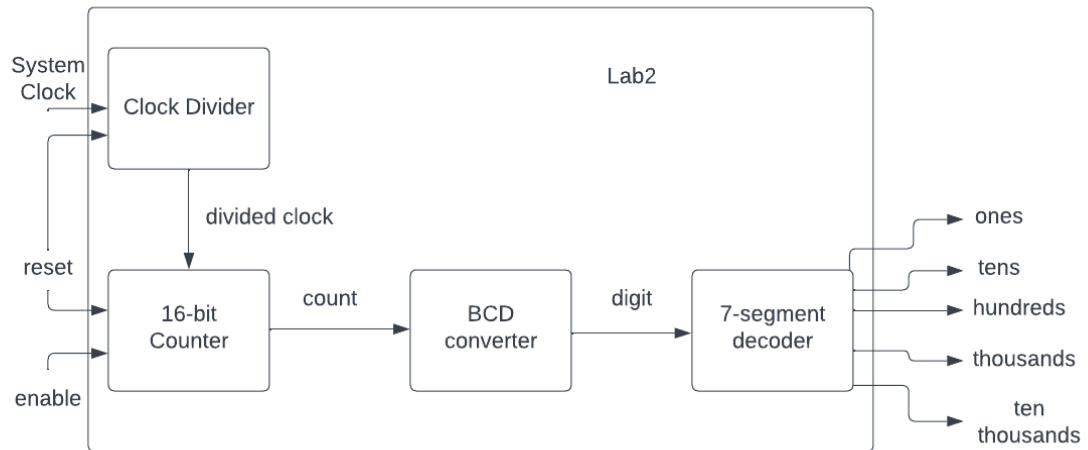 Lab2
System
Clock
Clock Divider
divided clock
reset
enable
16-bit
Counter
count
BCD
converter
digit
7-segment
decoder
ones
tens
hundreds
thousands
ten
thousands